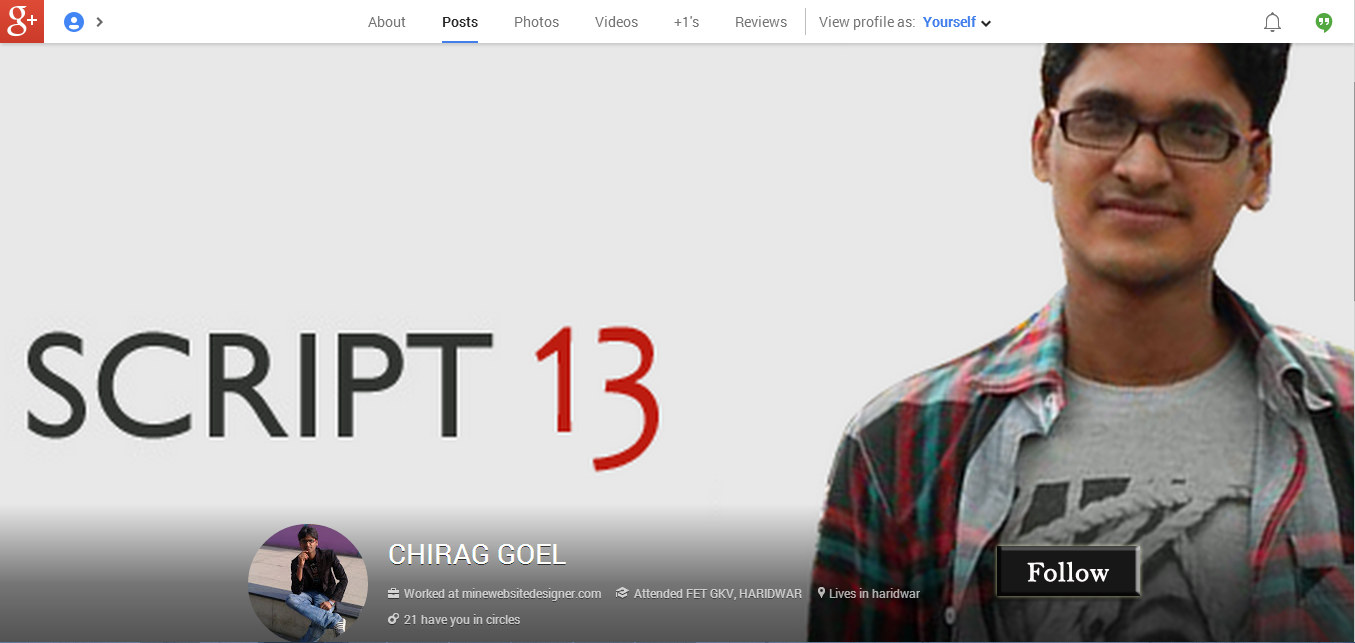 g+
About Posts Photos Videos +1's Reviews View profile as: Yourself
SCRIPT 13
CHIRAG GOEL
Worked at minewebsitedesigner.com Attended FET GKV, HARIDWAR Lives in haridwar
Follow
21 have you in circles